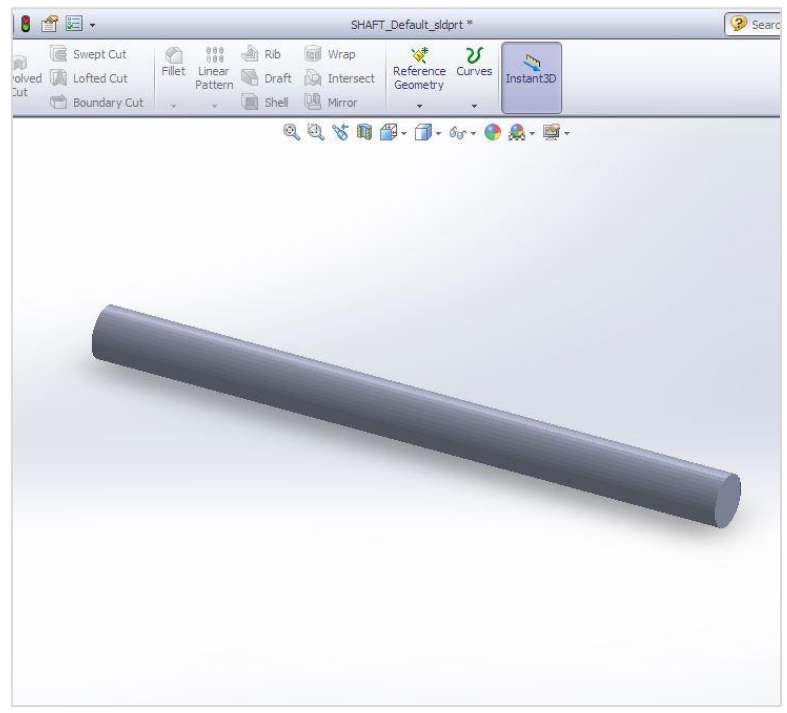 SHAFT_Default_sldprt *
Searc
Swept Cut
Rib
Wrap
olved
Fillet
Linear
Lofted Cut
Draft
Intersect
Reference
Curves
Instant3D
Cut
Pattern
Geometry
Boundary Cut
Shell
Mirror